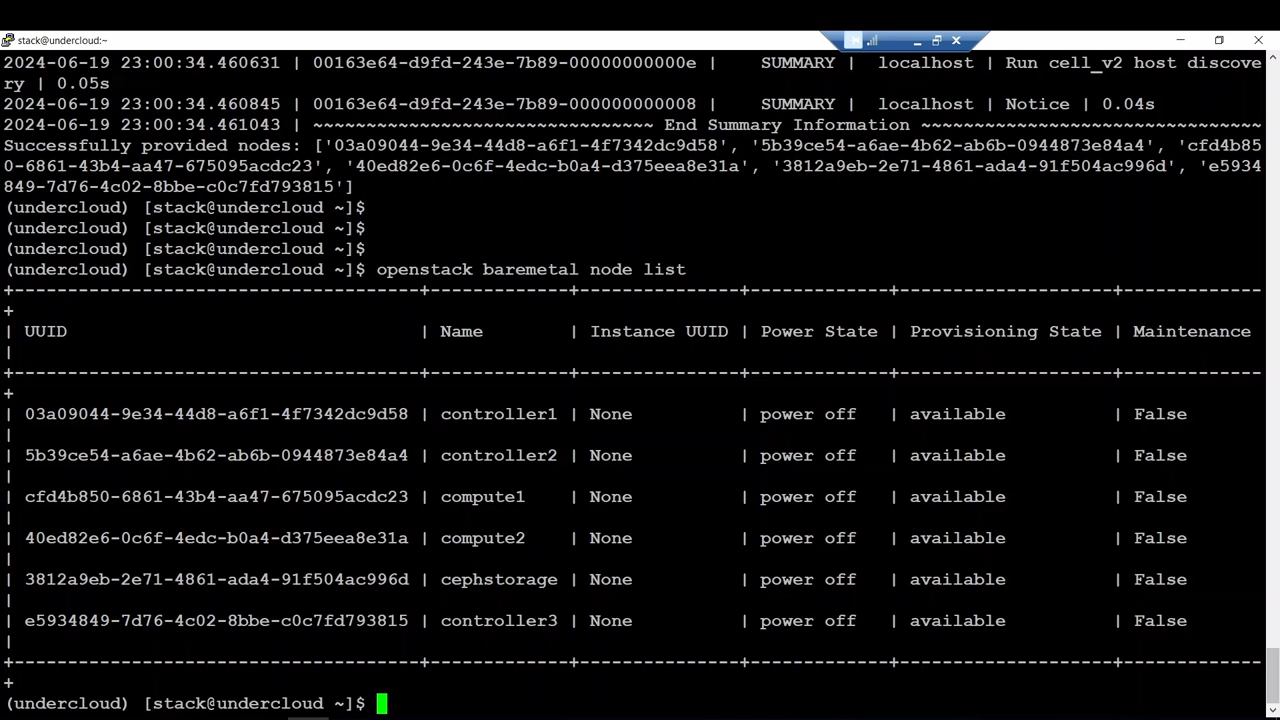 stack@undercloud:~
2024-06-19 23:00:34.460631 | 00163e64-d9fd-243e-7b89-00000000000e |    SUMMARY |  localhost | Run cell_v2 host discove
ry | 0.05s
2024-06-19 23:00:34.460845 | 00163e64-d9fd-243e-7b89-000000000008 |    SUMMARY |  localhost | Notice | 0.04s
2024-06-19 23:00:34.461043 | ~~~~~~~~~~~~~~~~~~~~~~~~~~~~~~~~ End Summary Information ~~~~~~~~~~~~~~~~~~~~~~~~~~~~~~~~
Successfully provided nodes: ['03a09044-9e34-44d8-a6f1-4f7342dc9d58', '5b39ce54-a6ae-4b62-ab6b-0944873e84a4', 'cfd4b85
0-6861-43b4-aa47-675095acdc23', '40ed82e6-0c6f-4edc-b0a4-d375eea8e31a', '3812a9eb-2e71-4861-ada4-91f504ac996d', 'e5934
849-7d76-4c02-8bbe-c0c7fd793815']
(undercloud) [stack@undercloud ~]$
(undercloud) [stack@undercloud ~]$
(undercloud) [stack@undercloud ~]$
(undercloud) [stack@undercloud ~]$ openstack baremetal node list
+--------------------------------------+-------------+---------------+-------------+--------------------+-------------
+
| UUID                                 | Name        | Instance UUID | Power State | Provisioning State | Maintenance
|
+--------------------------------------+-------------+---------------+-------------+--------------------+-------------
+
| 03a09044-9e34-44d8-a6f1-4f7342dc9d58 | controller1 | None          | power off   | available          | False
|
| 5b39ce54-a6ae-4b62-ab6b-0944873e84a4 | controller2 | None          | power off   | available          | False
|
| cfd4b850-6861-43b4-aa47-675095acdc23 | compute1    | None          | power off   | available          | False
|
| 40ed82e6-0c6f-4edc-b0a4-d375eea8e31a | compute2    | None          | power off   | available          | False
|
| 3812a9eb-2e71-4861-ada4-91f504ac996d | cephstorage | None          | power off   | available          | False
|
| e5934849-7d76-4c02-8bbe-c0c7fd793815 | controller3 | None          | power off   | available          | False
|
+--------------------------------------+-------------+---------------+-------------+--------------------+-------------
+
(undercloud) [stack@undercloud ~]$